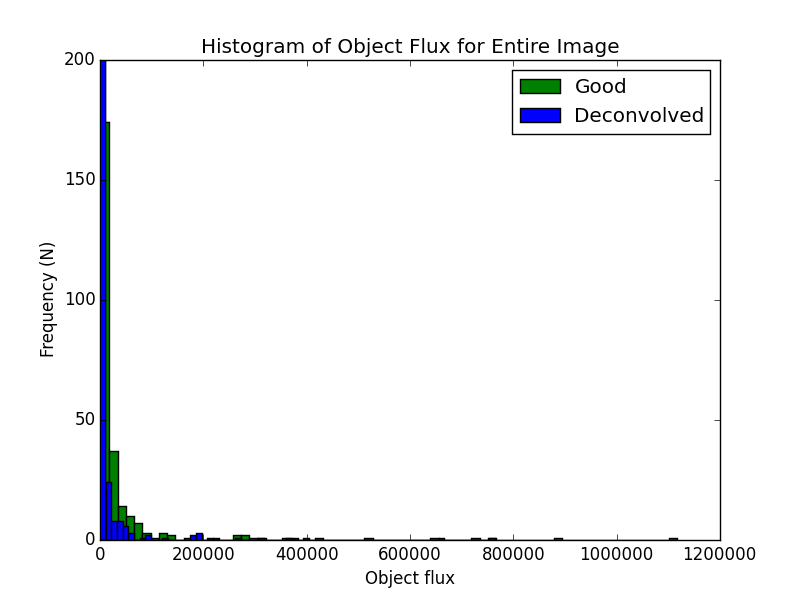 Histogram of Object Flux for Entire Image
Good
Deconvolved
200
150
100
50
0
Frequency (N)
0 200000 400000 600000 800000 1000000 1200000
Object flux